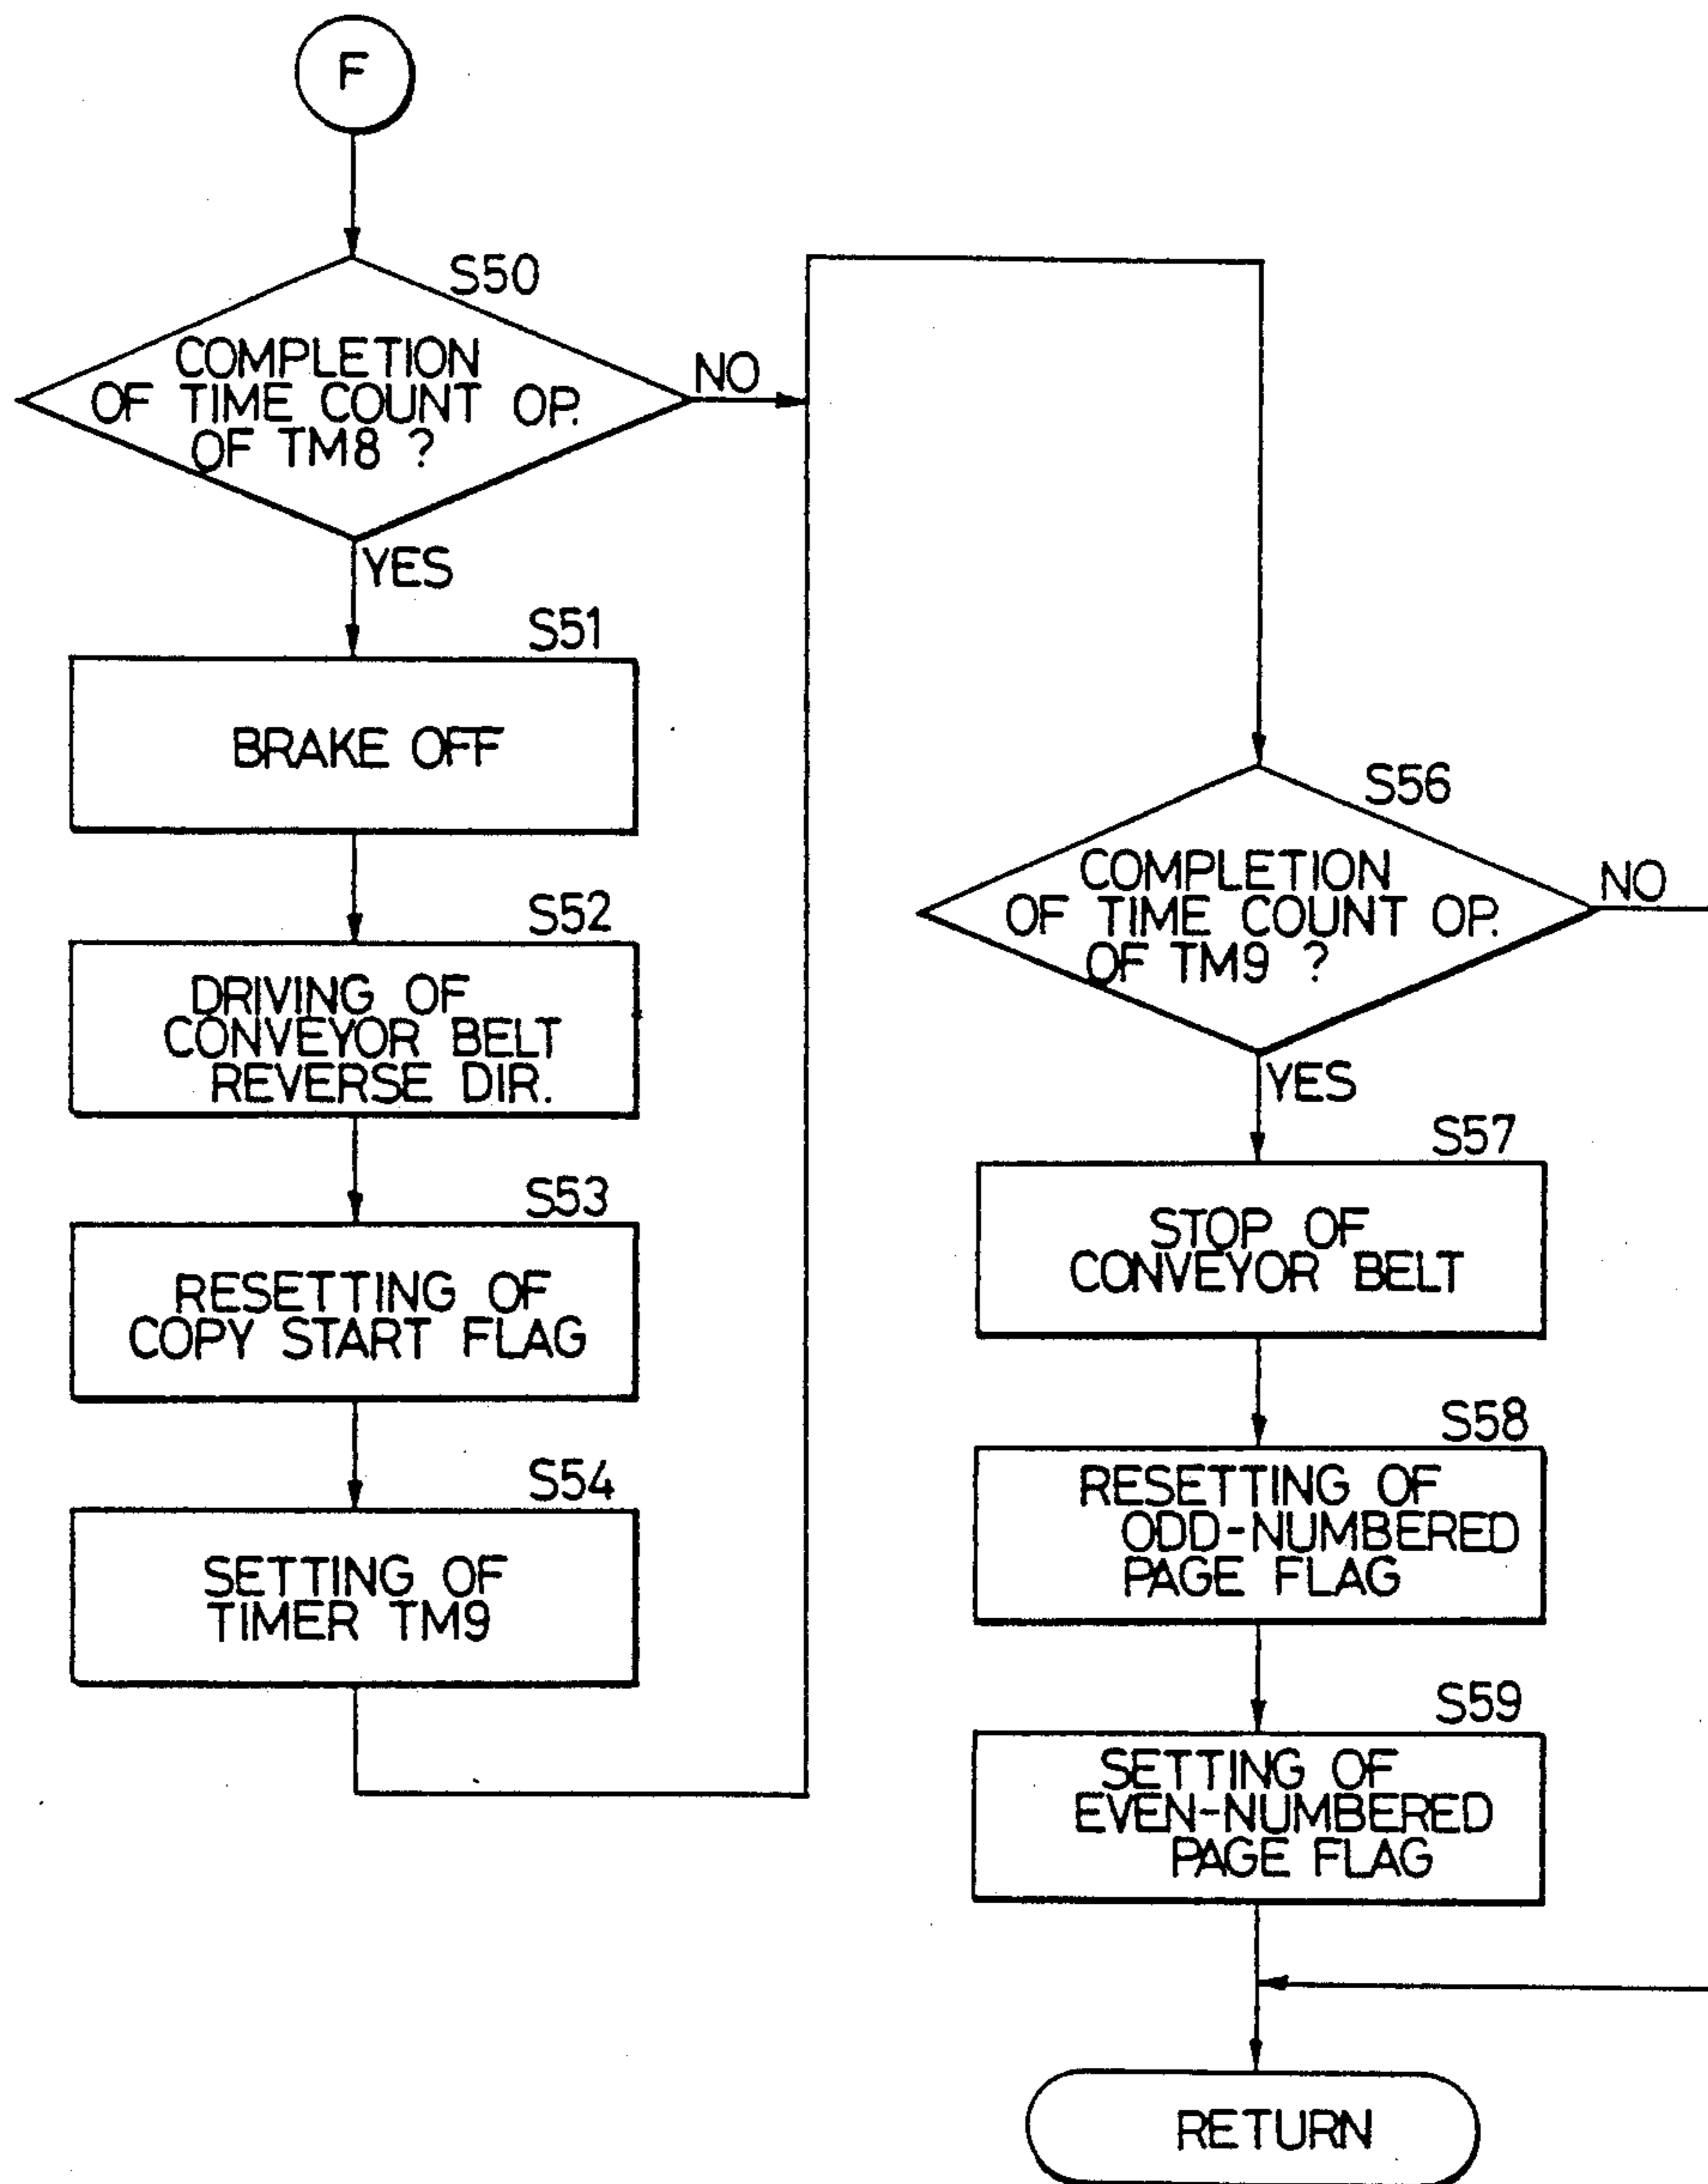 F
S50
COMPLETION
OF TIME COUNT OP.
OF TM8 ?
NO
YES
S51
BRAKE OFF
S52
DRIVING OF
CONVEYOR BELT
REVERSE DIR.
S53
RESETTING OF
COPY START FLAG
S54
SETTING OF
TIMER TM9
S56
COMPLETION
OF TIME COUNT OP.
OF TM9 ?
NO
YES
S57
STOP OF
CONVEYOR BELT
S58
RESETTING OF
ODD-NUMBERED
PAGE FLAG
S59
SETTING OF
EVEN-NUMBERED
PAGE FLAG
RETURN